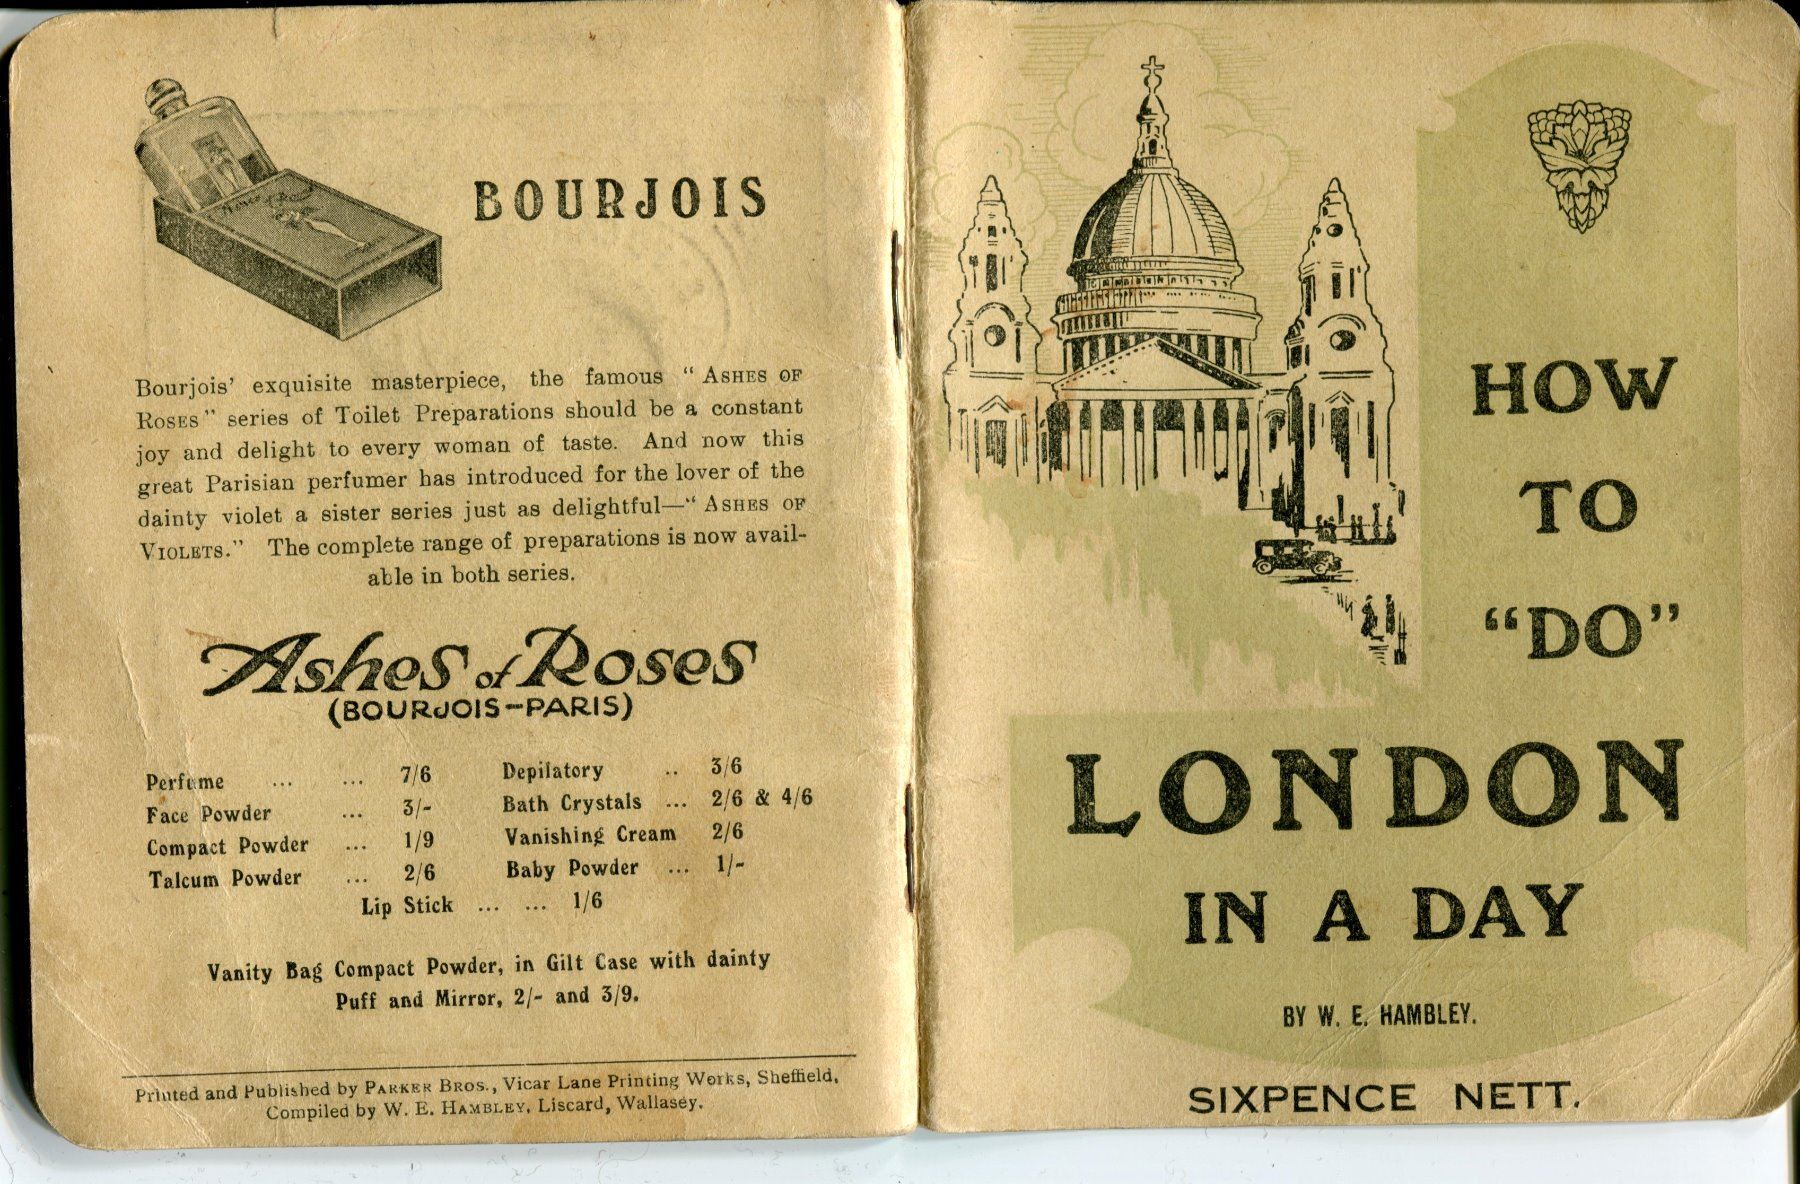 BOURJOIS
Bourjois' exquisite masterpiece, the famous "ASHES OF
ROSES" series of Toilet Preparations should be a constant
joy and delight to every woman of taste. And now this
great Parisian perfumer has introduced for the lover of the
dainty violet a sister series just as delightful—"ASHES OF
VIOLETS." The complete range of preparations is now avail-
able in both series.
Ashes of Roses
(BOURJOIS-PARIS)
Perfume ... ... 7/6 Depilatory .. 3/6
Face Powder ... 3/- Bath Crystals ... 2/6 & 4/6
Compact Powder ... 1/9 Vanishing Cream 2/6
Talcum Powder ... 2/6 Baby Powder ... 1/-
Lip Stick ... ... 1/6
Vanity Bag Compact Powder, in Gilt Case with dainty
Puff and Mirror, 2/- and 3/9.
Printed and Published by PARKER BROS., Vicar Lane Printing Works, Sheffield,
Compiled by W. E. HAMBLEY, Liscard, Wallasey.
HOW
TO
"DO"
LONDON
IN A DAY
BY W. E. HAMBLEY.
SIXPENCE NETT.